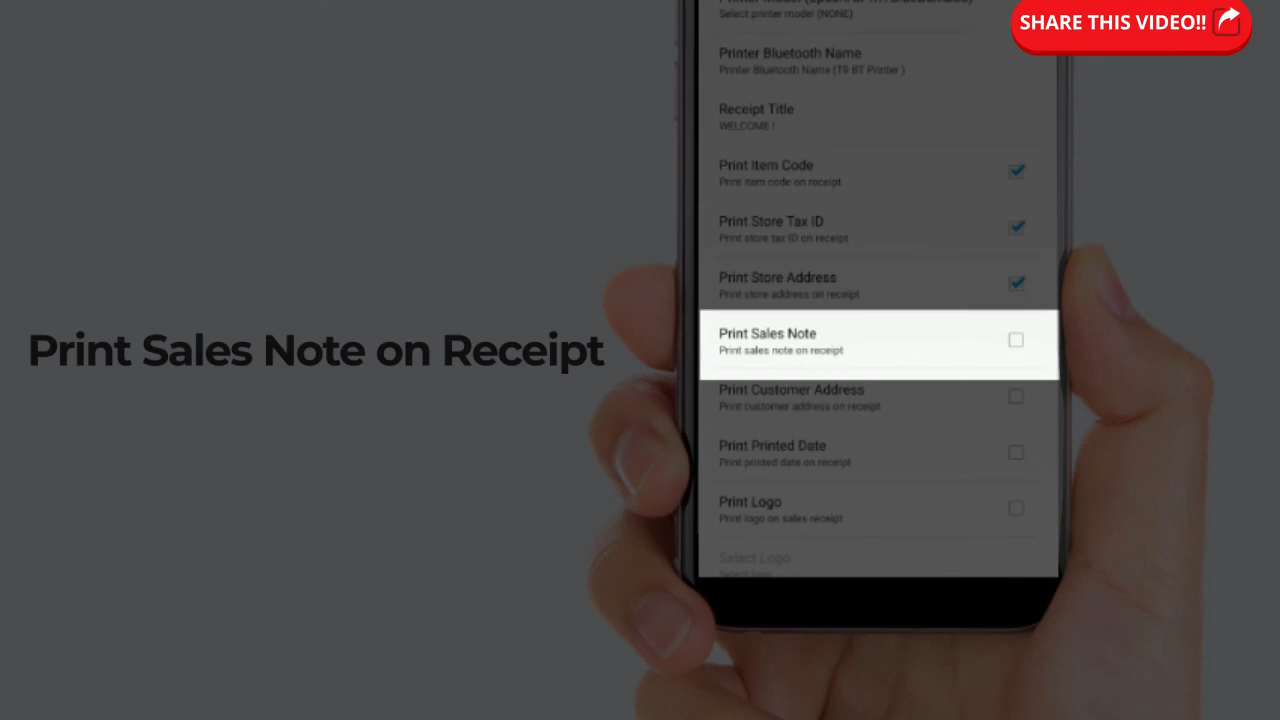 SHARE THIS VIDEO!!
Select printer model (NONE)
Printer Bluetooth Name
Printer Bluetooth Name (T9 BT Printer )
Receipt Title
WELCOME !
Print Item Code
Print item code on receipt
Print Store Tax ID
Print store tax ID on receipt
Print Store Address
Print store address on receipt
Print Sales Note on Receipt
Print Sales Note
Print sales note on receipt
Print Customer Address
Print customer address on receipt
Print Printed Date
Print printed date on receipt
Print Logo
Print logo on sales receipt
Select Logo